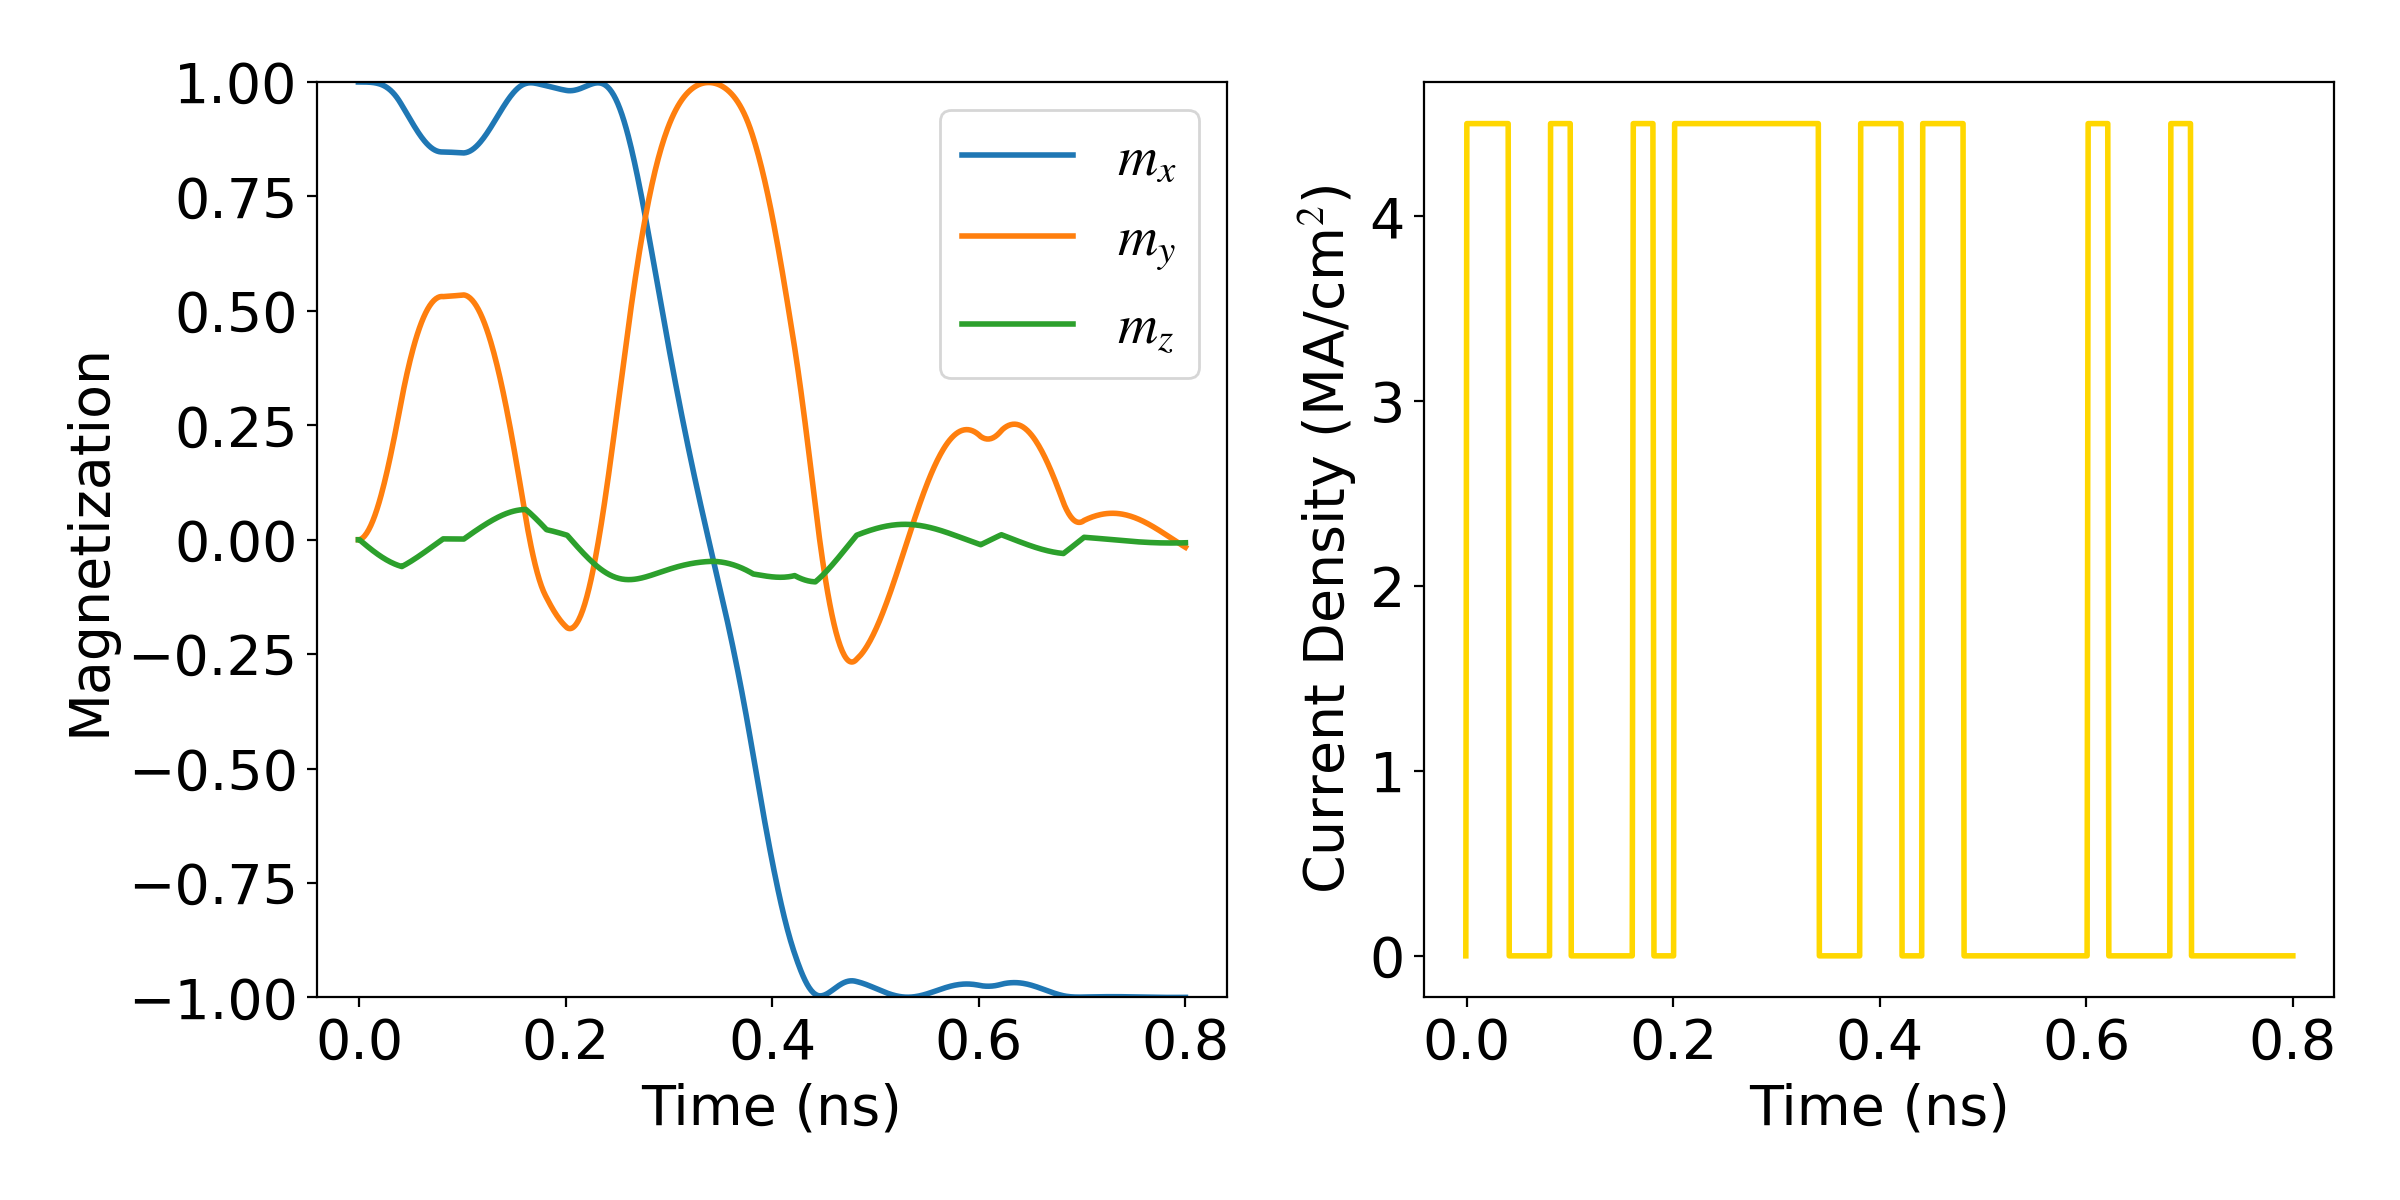 1.00
0.75
0.50
0.25
0.00
−0.25
−0.50
−0.75
−1.00
Magnetization
0.0 0.2 0.4 0.6 0.8
Time (ns)
m_x
m_y
m_z
4
3
2
1
0
Current Density (MA/cm²)
0.0 0.2 0.4 0.6 0.8
Time (ns)